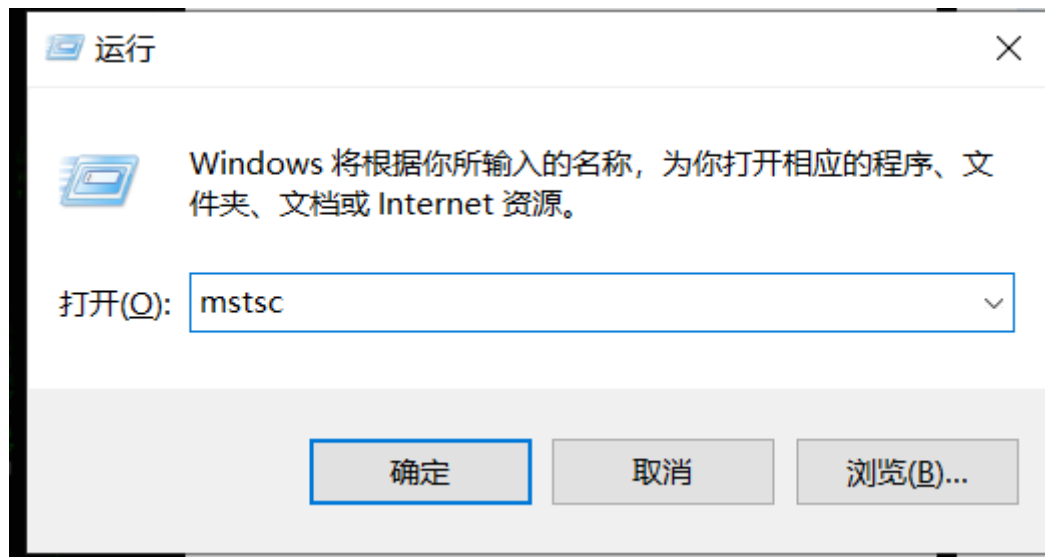 运行
Windows 将根据你所输入的名称，为你打开相应的程序、文
件夹、文档或 Internet 资源。
打开(O): mstsc
确定 取消 浏览(B)...